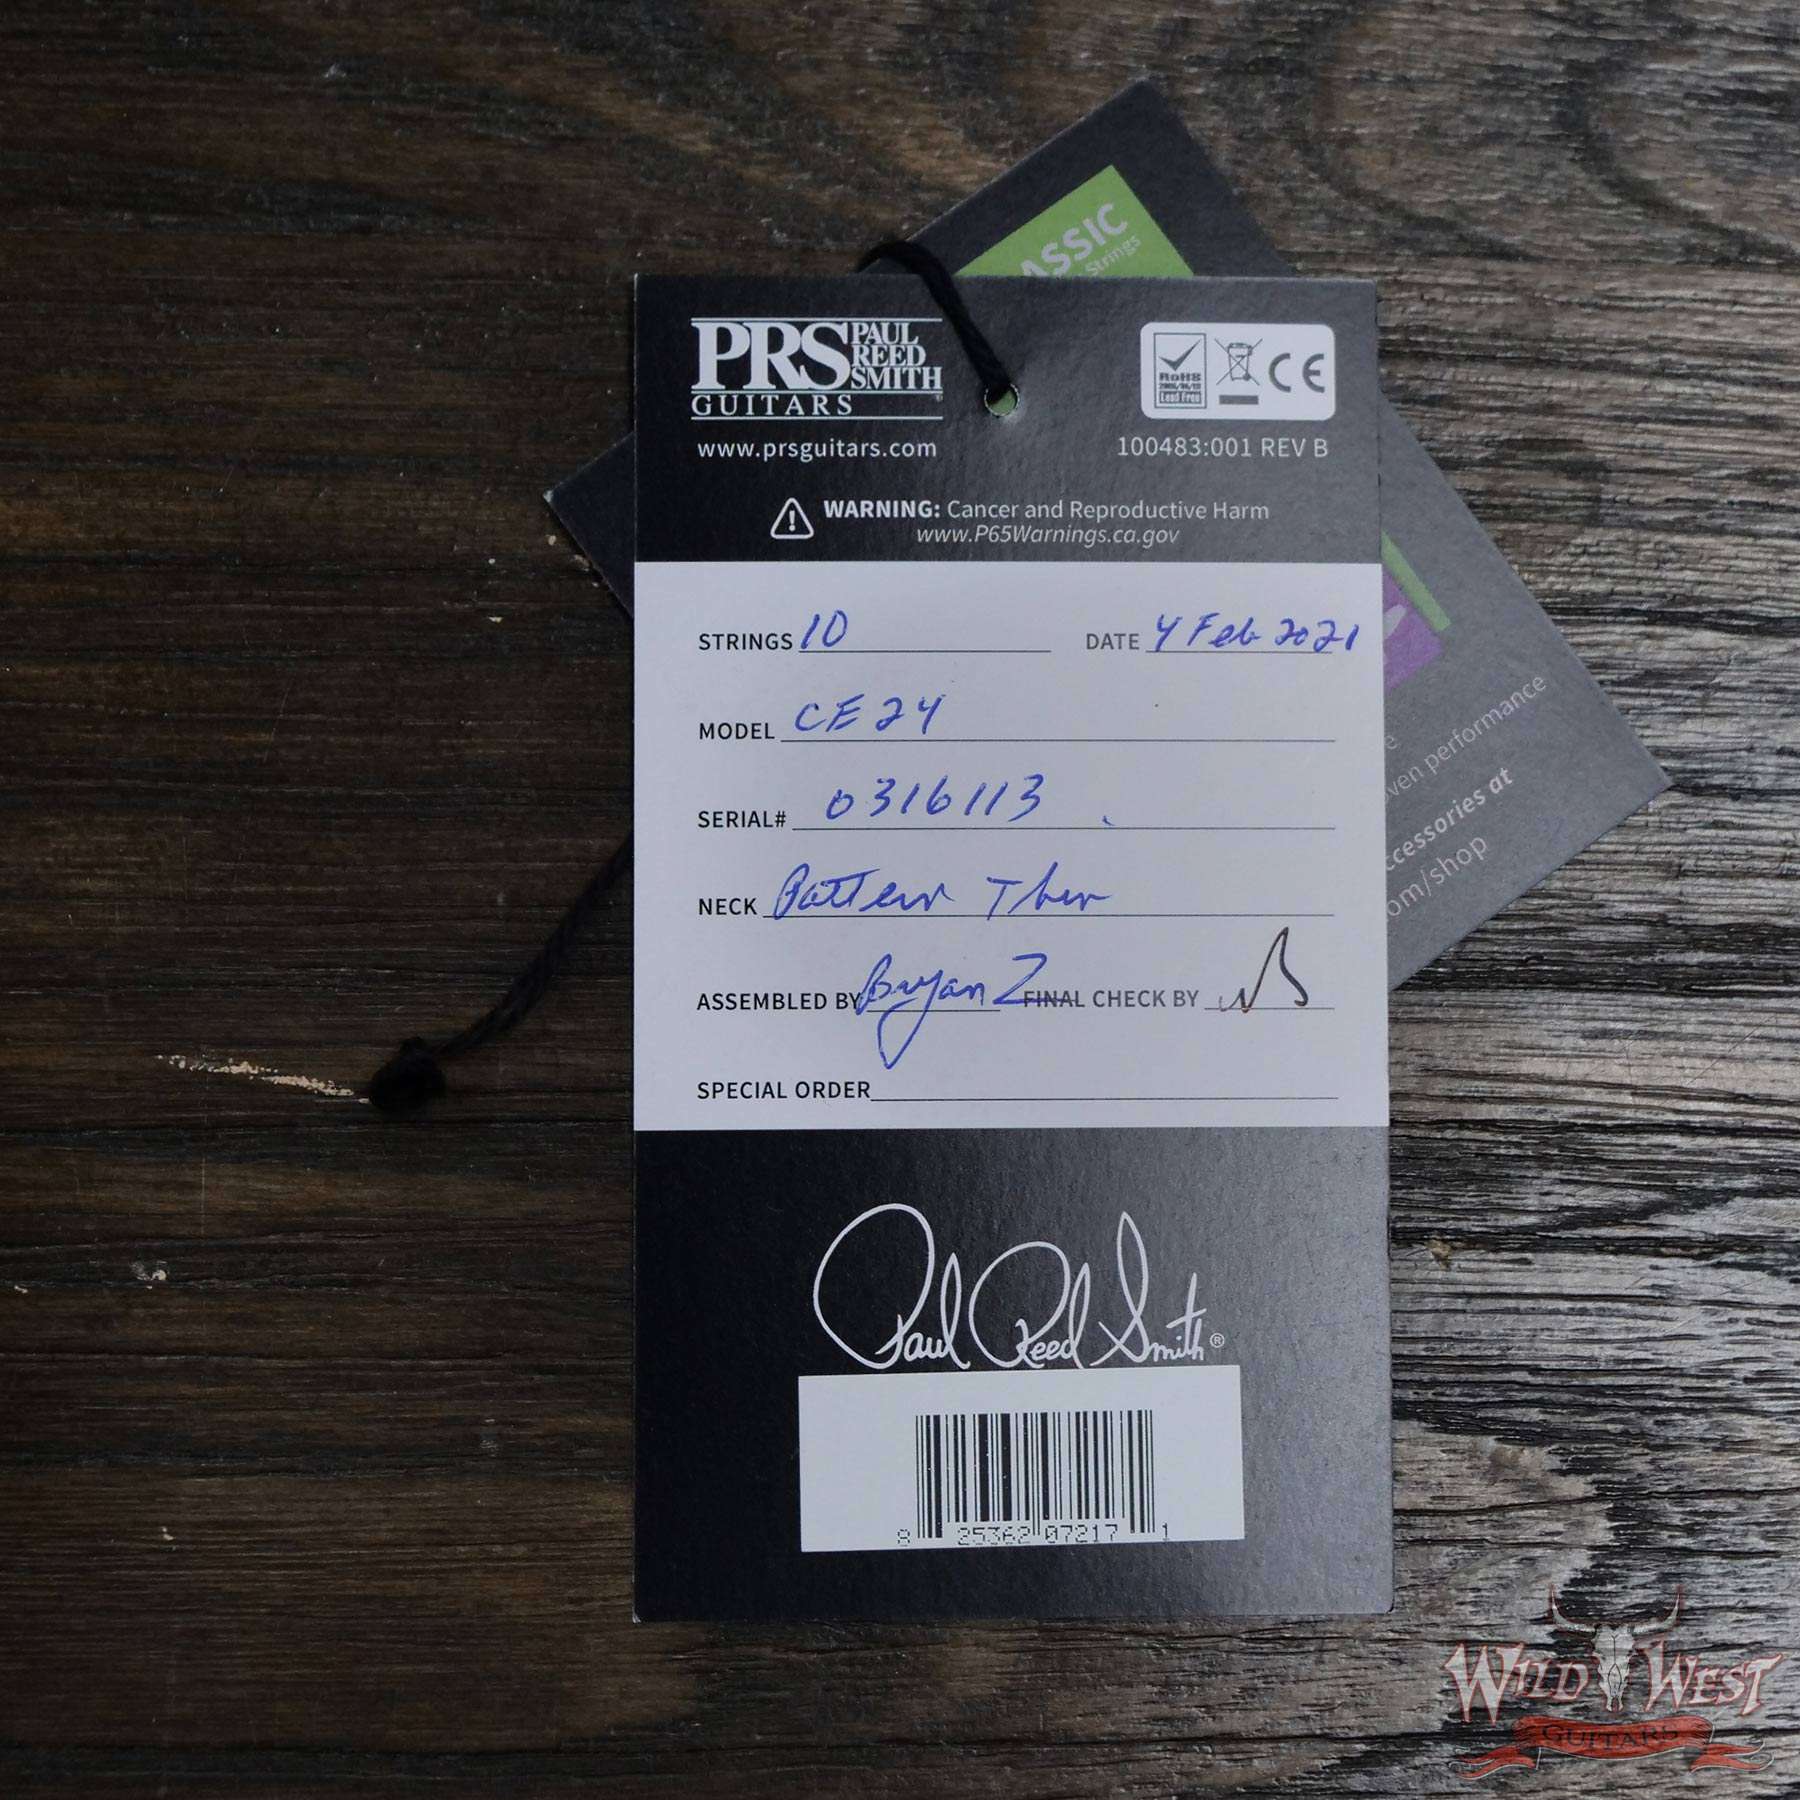 ASSIC
Strings
PRS PAUL REED SMITH
GUITARS
www.prsguitars.com
RoHS
2005/95/EC
Lead Free
CE
100483:001 REV B
WARNING: Cancer and Reproductive Harm
www.P65Warnings.ca.gov
STRINGS 10 DATE 4 Feb 2021
MODEL CE 24
SERIAL# 0316113
NECK Pattern Thin
ASSEMBLED BY Bryan Z FINAL CHECK BY
SPECIAL ORDER
ven performance
ccessories at
om/shop
Paul Reed Smith ®
8 25362 07217 1
WILD WEST
GUITARS